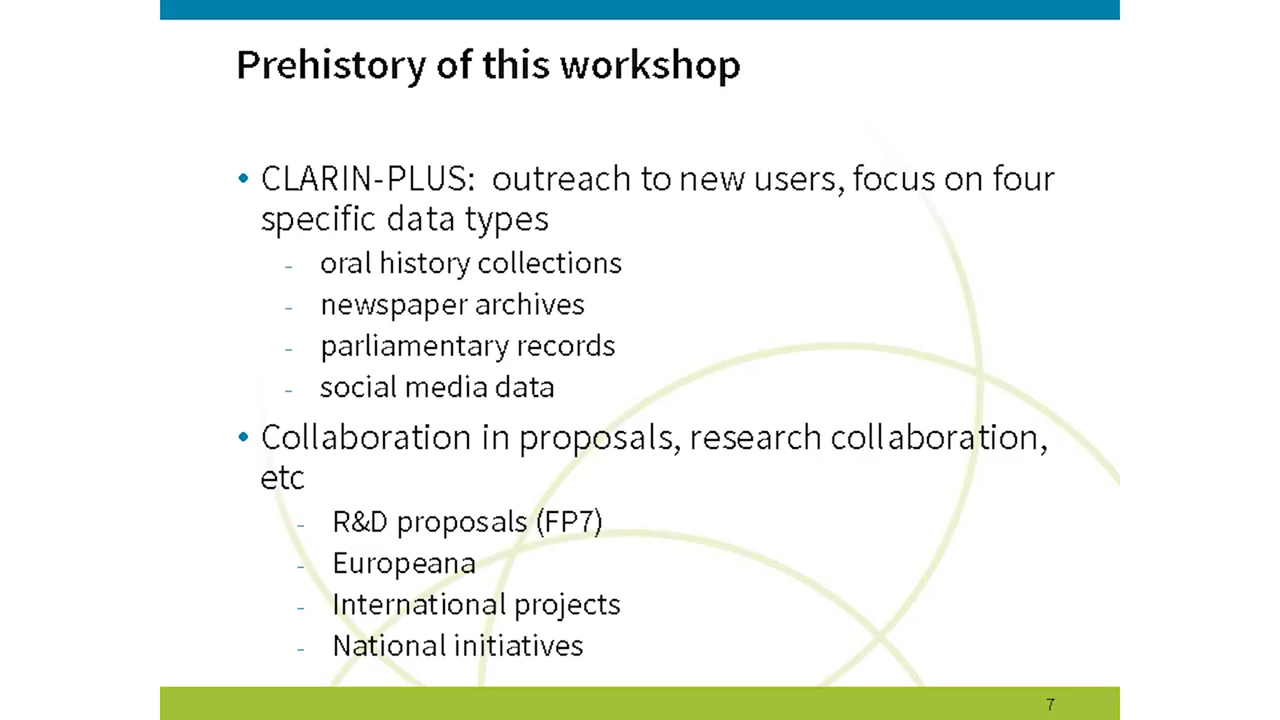 Prehistory of this workshop
• CLARIN-PLUS: outreach to new users, focus on four
specific data types
- oral history collections
- newspaper archives
- parliamentary records
- social media data
• Collaboration in proposals, research collaboration,
etc
- R&D proposals (FP7)
- Europeana
- International projects
- National initiatives
7